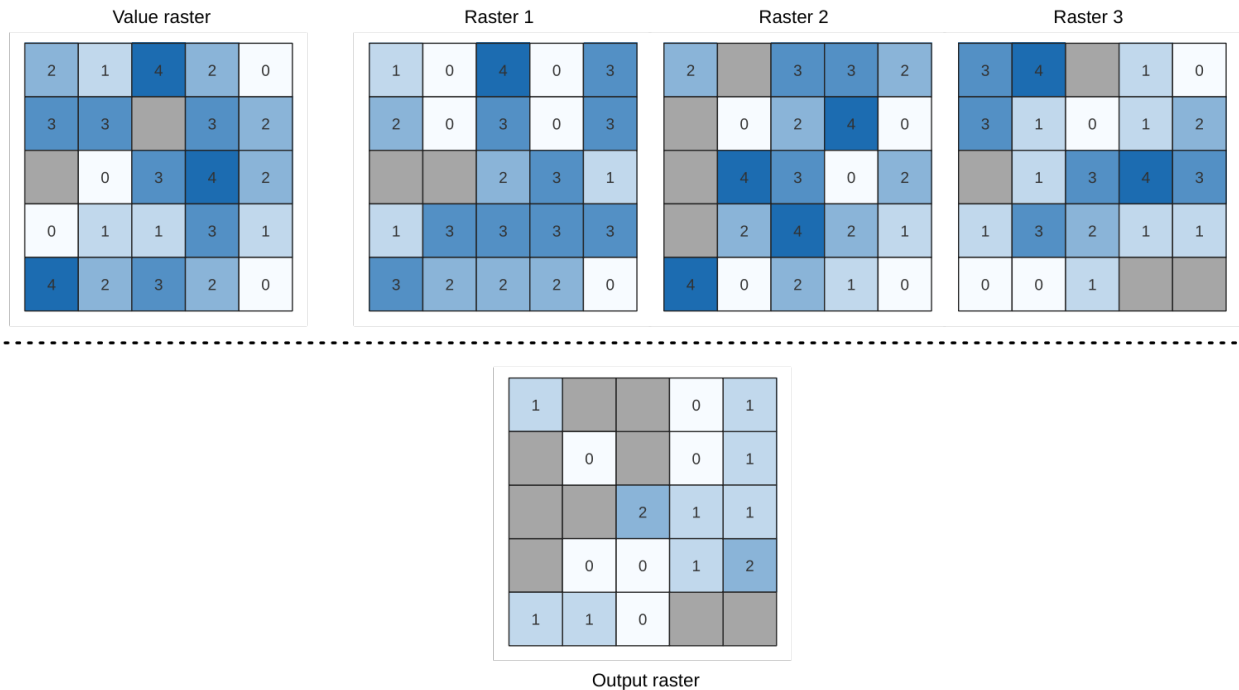 Value raster Raster 1 Raster 2 Raster 3
2 1 4 2 0 1 0 4 0 3 2 3 3 2 3 4 1 0
3 3 3 2 2 0 3 0 3 0 2 4 0 3 1 0 1 2
0 3 4 2 2 3 1 4 3 0 2 1 3 4 3
0 1 1 3 1 1 3 3 3 3 2 4 2 1 1 3 2 1 1
4 2 3 2 0 3 2 2 2 0 4 0 2 1 0 0 0 1
1 0 1
0 0 1
2 1 1
0 0 1 2
1 1 0
Output raster